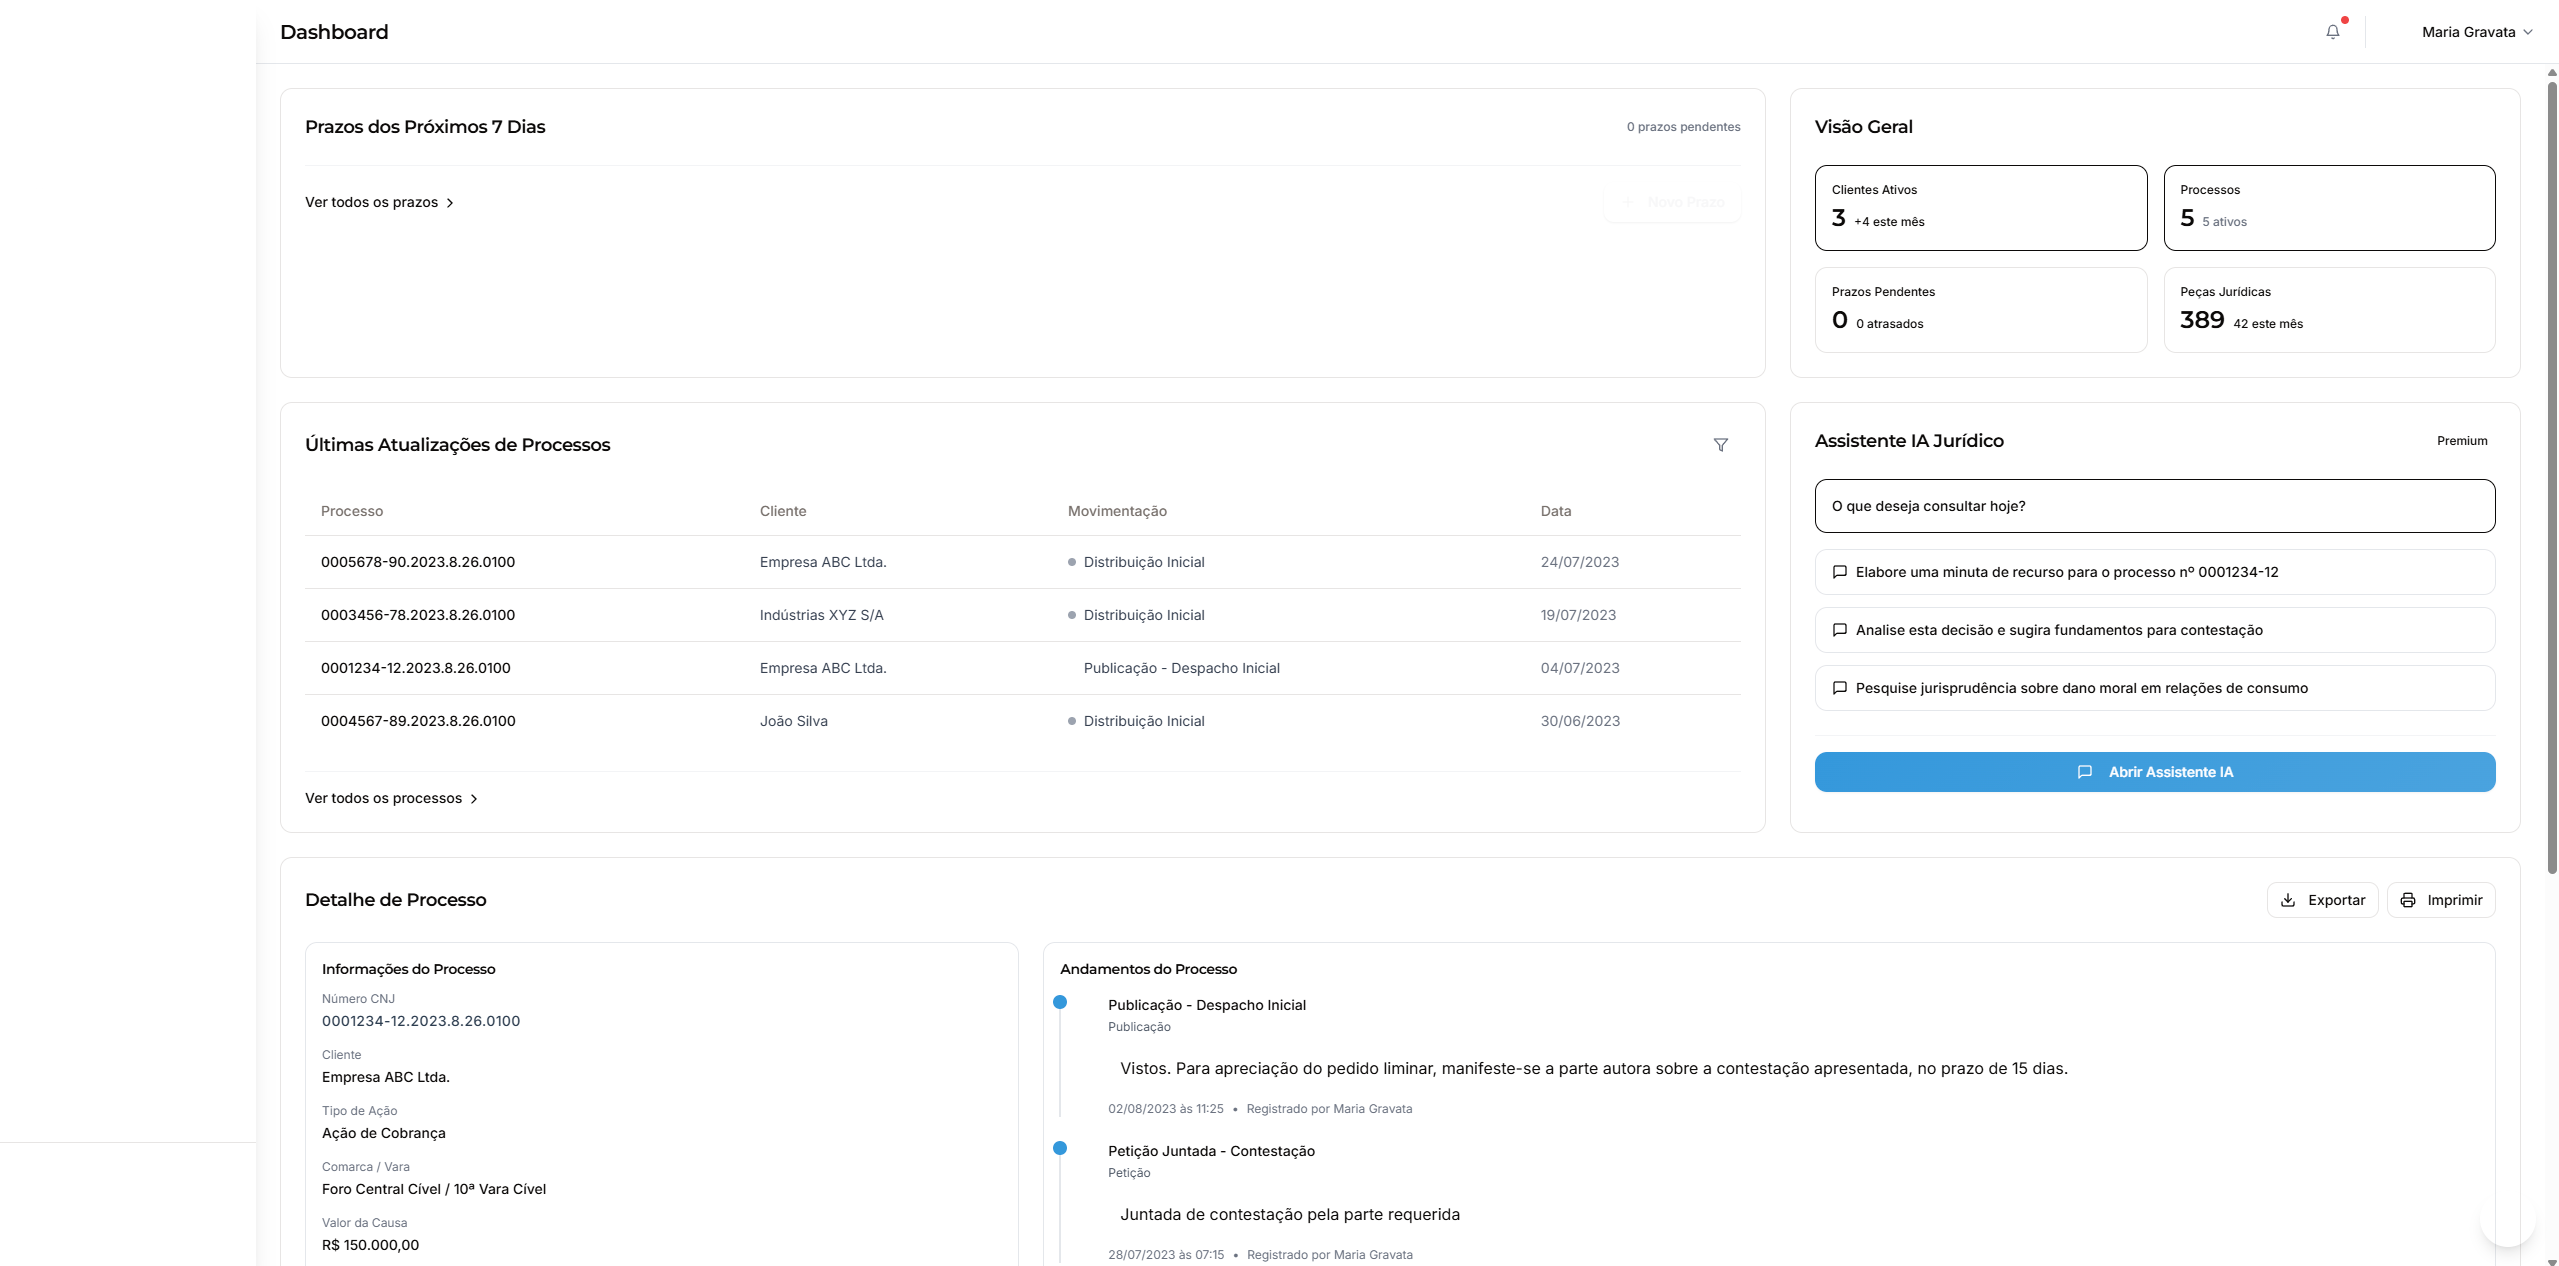 Dashboard
Maria Gravata
Prazos dos Próximos 7 Dias
0 prazos pendentes
Ver todos os prazos
+ Novo Prazo
Visão Geral
Clientes Ativos
3 +4 este mês
Processos
5 5 ativos
Prazos Pendentes
0 0 atrasados
Peças Jurídicas
389 42 este mês
Últimas Atualizações de Processos
Processo Cliente Movimentação Data
0005678-90.2023.8.26.0100 Empresa ABC Ltda. Distribuição Inicial 24/07/2023
0003456-78.2023.8.26.0100 Indústrias XYZ S/A Distribuição Inicial 19/07/2023
0001234-12.2023.8.26.0100 Empresa ABC Ltda. Publicação - Despacho Inicial 04/07/2023
0004567-89.2023.8.26.0100 João Silva Distribuição Inicial 30/06/2023
Ver todos os processos
Assistente IA Jurídico
Premium
O que deseja consultar hoje?
Elabore uma minuta de recurso para o processo nº 0001234-12
Analise esta decisão e sugira fundamentos para contestação
Pesquise jurisprudência sobre dano moral em relações de consumo
Abrir Assistente IA
Detalhe de Processo
Exportar
Imprimir
Informações do Processo
Número CNJ
0001234-12.2023.8.26.0100
Cliente
Empresa ABC Ltda.
Tipo de Ação
Ação de Cobrança
Comarca / Vara
Foro Central Cível / 10ª Vara Cível
Valor da Causa
R$ 150.000,00
Andamentos do Processo
Publicação - Despacho Inicial
Publicação
Vistos. Para apreciação do pedido liminar, manifeste-se a parte autora sobre a contestação apresentada, no prazo de 15 dias.
02/08/2023 às 11:25 • Registrado por Maria Gravata
Petição Juntada - Contestação
Petição
Juntada de contestação pela parte requerida
28/07/2023 às 07:15 • Registrado por Maria Gravata